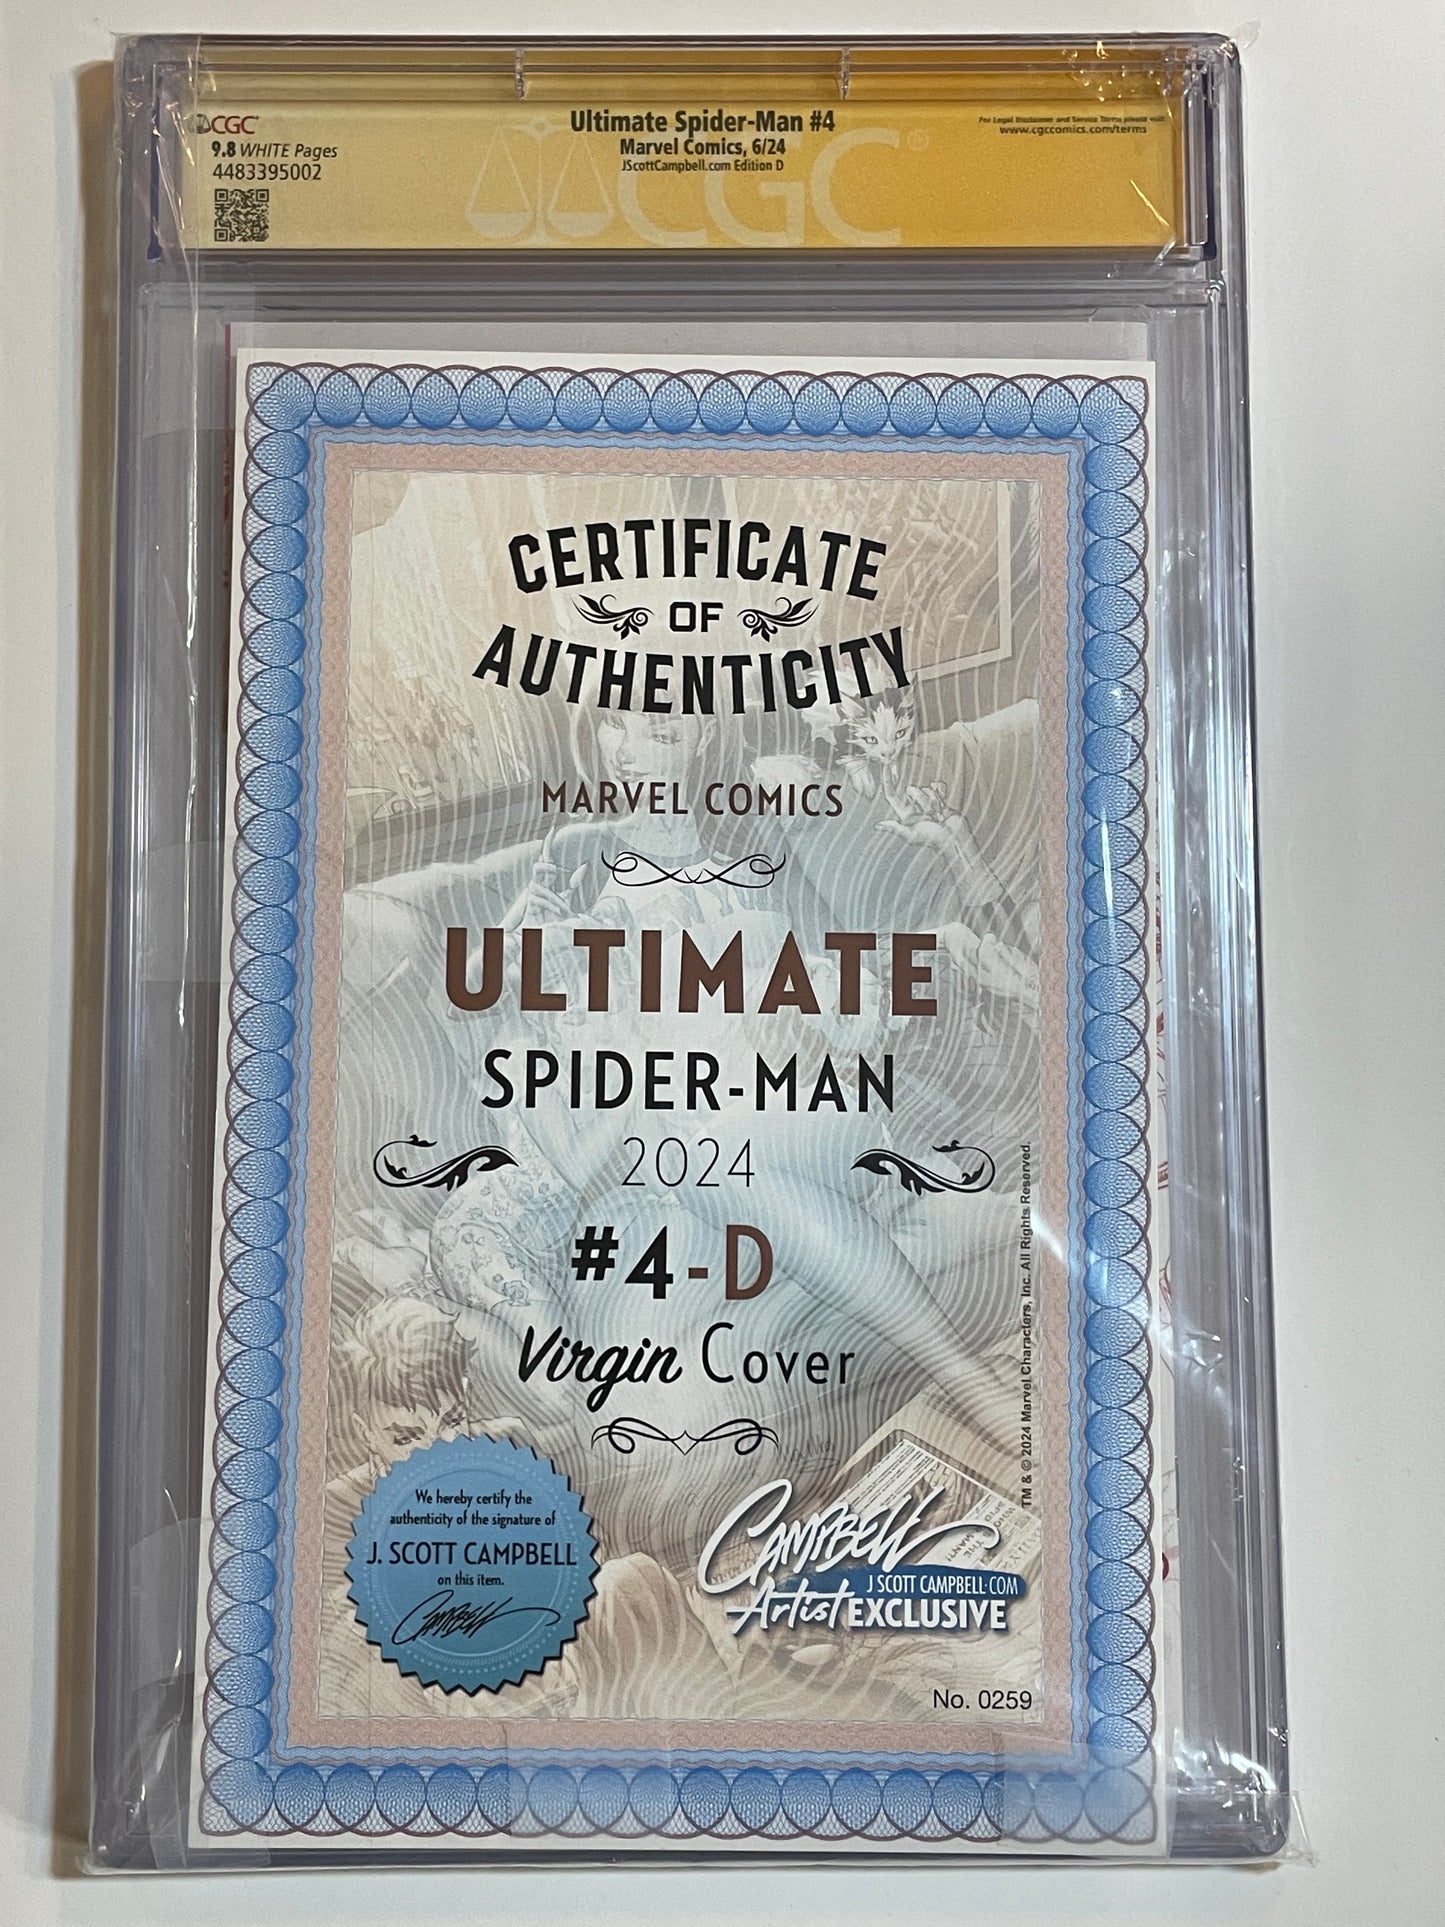 CGC
9.8 WHITE Pages
4483395002
Ultimate Spider-Man #4
Marvel Comics, 6/24
JScottCampbell.com Edition D
For Legal Disclaimer and Service Terms please visit
www.cgccomics.com/terms
CGC
CERTIFICATE
OF
AUTHENTICITY
MARVEL COMICS
ULTIMATE
SPIDER-MAN
2024
#4-D
Virgin Cover
We hereby certify the
authenticity of the signature of
J. SCOTT CAMPBELL
on this item.
CAMPBELL
CAMPBELL
Artist
J SCOTT CAMPBELL.COM
EXCLUSIVE
No. 0259
TM & © 2024 Marvel Characters, Inc. All Rights Reserved.